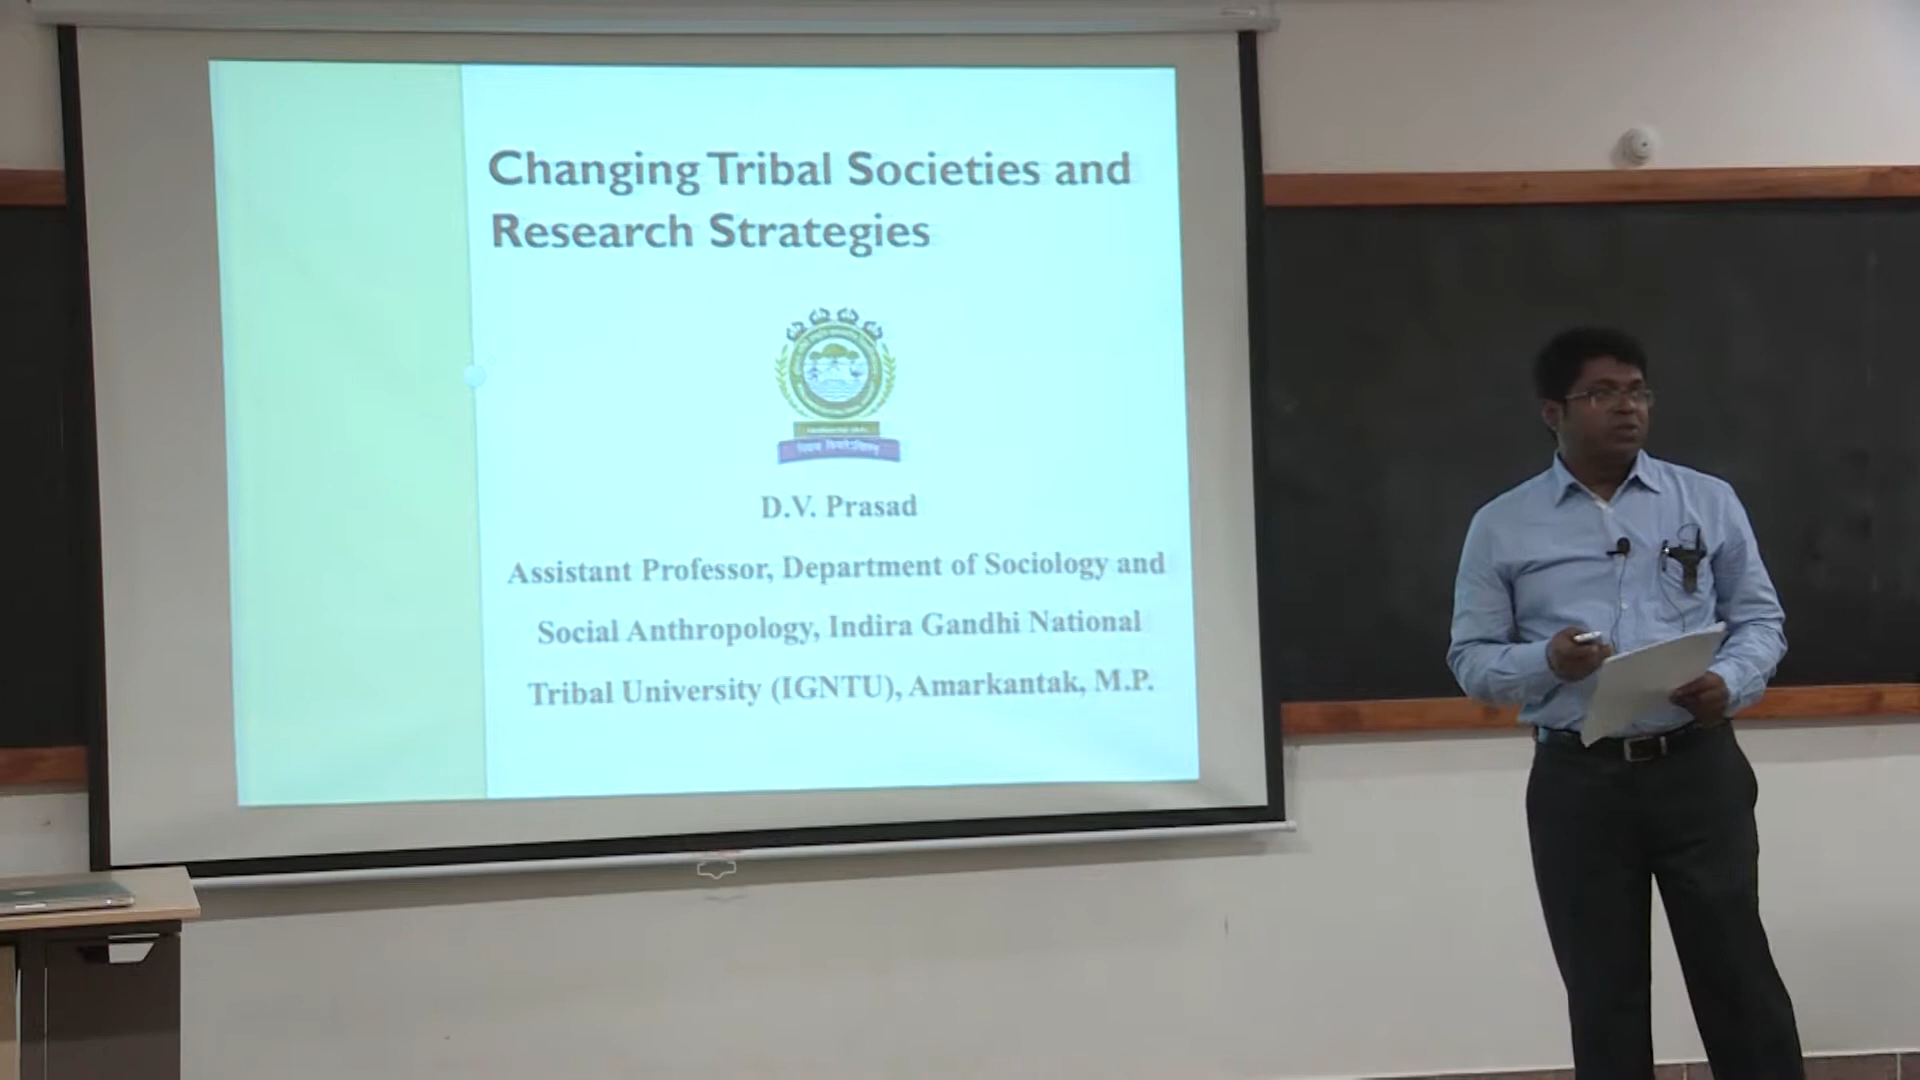 Changing Tribal Societies and
Research Strategies
D.V. Prasad
Assistant Professor, Department of Sociology and
Social Anthropology, Indira Gandhi National
Tribal University (IGNTU), Amarkantak, M.P.